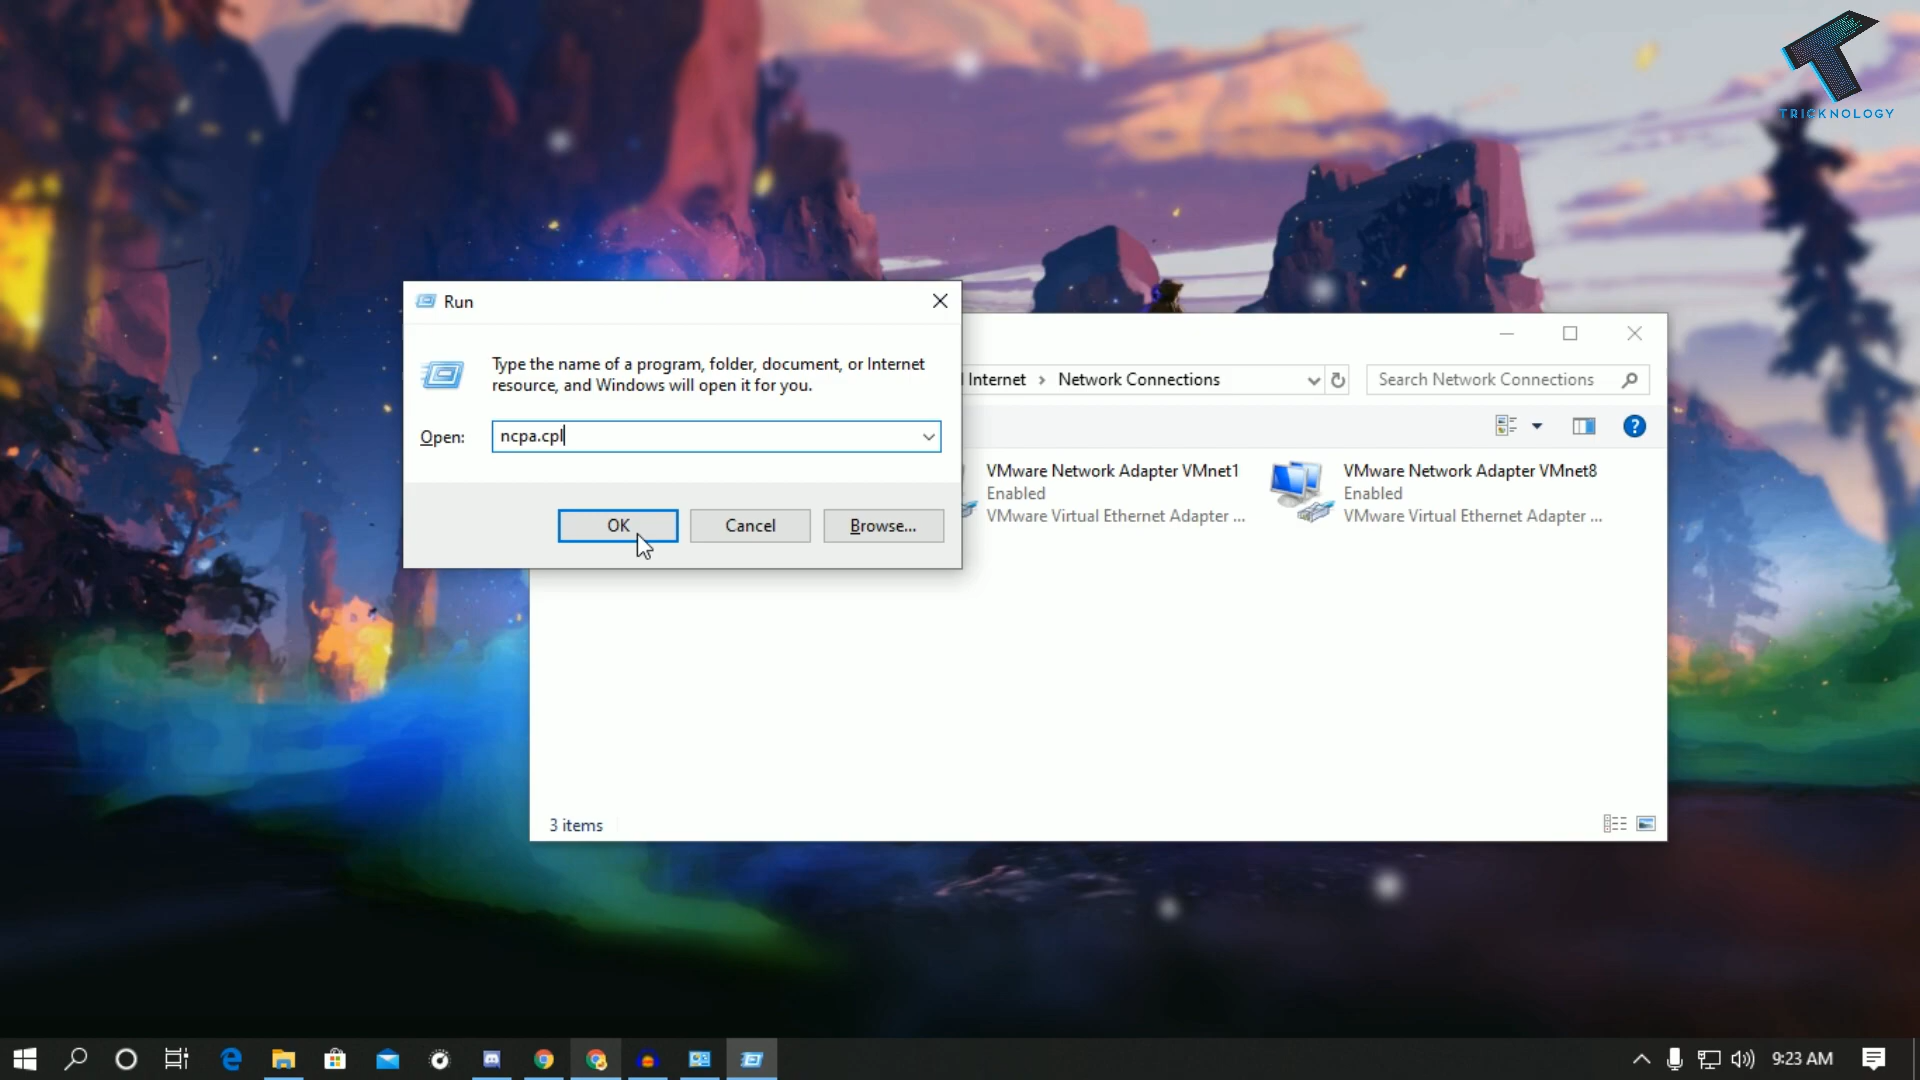 TRICKNOLOGY
Run
Type the name of a program, folder, document, or Internet
resource, and Windows will open it for you.
Open:
ncpa.cpl
OK
Cancel
Browse...
Internet
Network Connections
Search Network Connections
VMware Network Adapter VMnet1
Enabled
VMware Virtual Ethernet Adapter ...
VMware Network Adapter VMnet8
Enabled
VMware Virtual Ethernet Adapter ...
3 items
9:23 AM